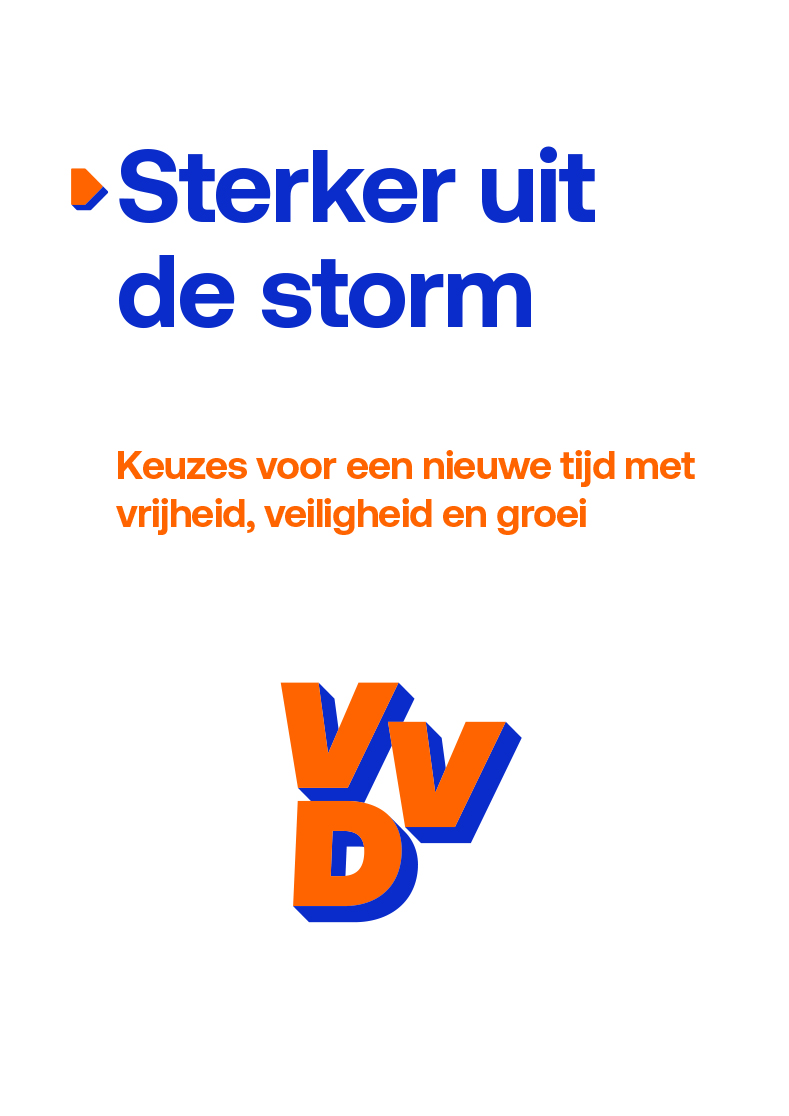 Sterker uit
de storm
Keuzes voor een nieuwe tijd met
vrijheid, veiligheid en groei
VVD